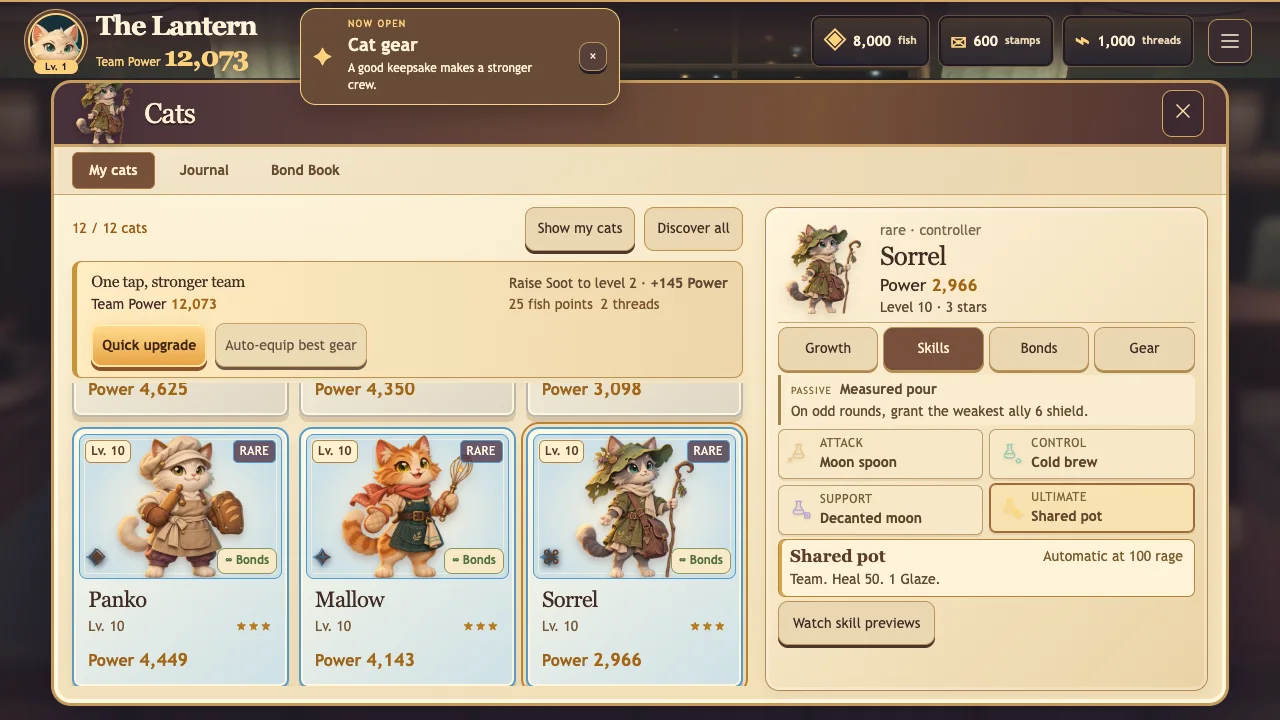 The Lantern
Team Power 12,073
Lv. 1
NOW OPEN
Cat gear
A good keepsake makes a stronger
crew.
×
8,000 fish
600 stamps
1,000 threads
Cats
My cats
Journal
Bond Book
12 / 12 cats
Show my cats
Discover all
One tap, stronger team
Team Power 12,073
Raise Soot to level 2 · +145 Power
25 fish points 2 threads
Quick upgrade
Auto-equip best gear
Power 4,625
Power 4,350
Power 3,098
Lv. 10
RARE
∞ Bonds
Panko
Lv. 10
★★★
Power 4,449
Lv. 10
RARE
∞ Bonds
Mallow
Lv. 10
★★★
Power 4,143
Lv. 10
RARE
∞ Bonds
Sorrel
Lv. 10
★★★
Power 2,966
rare · controller
Sorrel
Power 2,966
Level 10 · 3 stars
Growth
Skills
Bonds
Gear
PASSIVE Measured pour
On odd rounds, grant the weakest ally 6 shield.
ATTACK
Moon spoon
CONTROL
Cold brew
SUPPORT
Decanted moon
ULTIMATE
Shared pot
Shared pot
Automatic at 100 rage
Team. Heal 50. 1 Glaze.
Watch skill previews